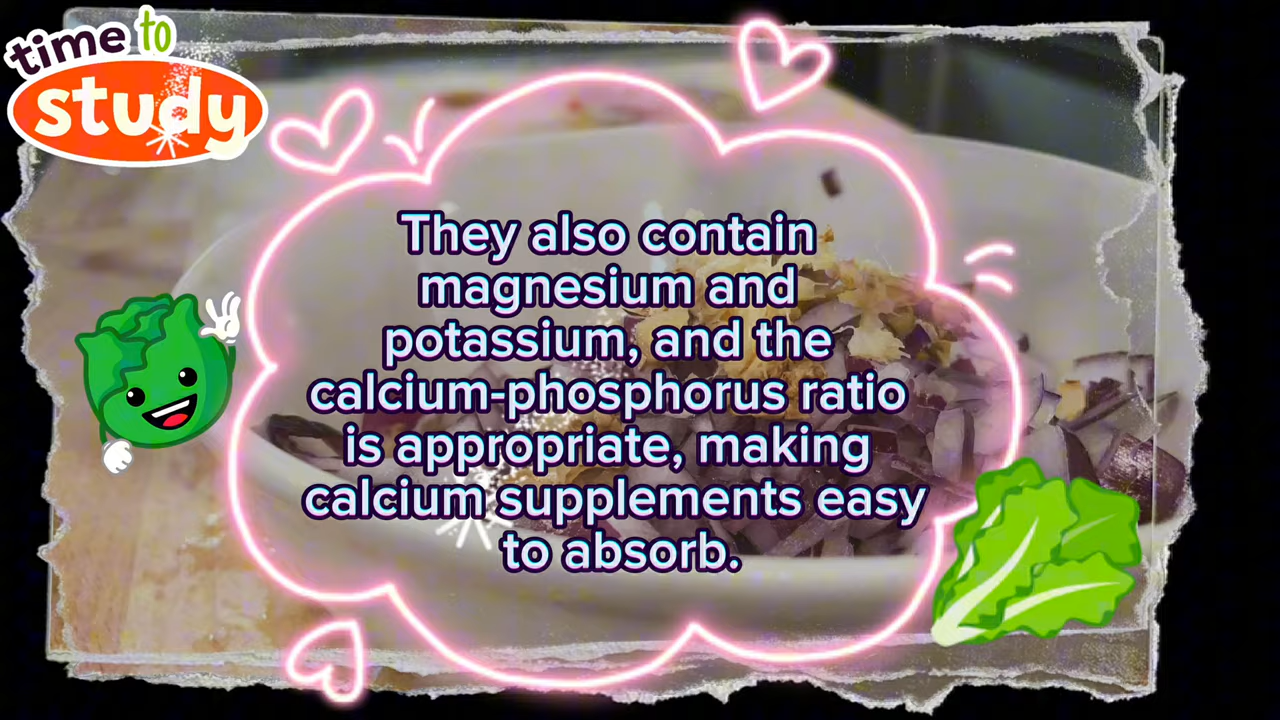 time to
study
They also contain
magnesium and
potassium, and the
calcium-phosphorus ratio
is appropriate, making
calcium supplements easy
to absorb.